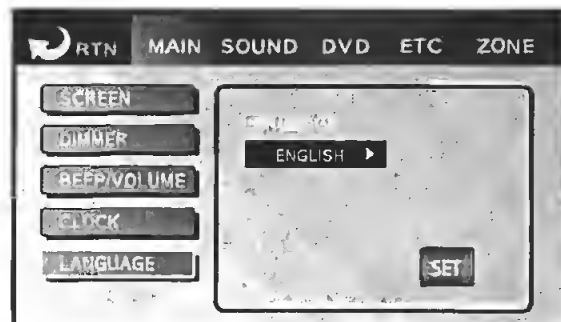 RTN MAIN SOUND DVD ETC ZONE
SCREEN
DIMMER
BEEP/VOLUME
CLOCK
LANGUAGE
ENGLISH
SET